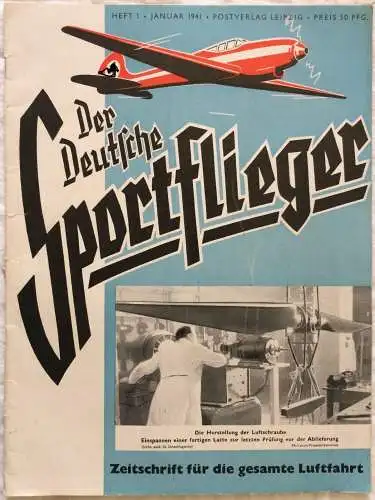 HEFT 1 • JANUAR 1941 • POSTVERLAG LEIPZIG • PREIS 50 PFG.
Der
Deutsche
Sportflieger
Die Herstellung der Luftschraube
Einspannen einer fertigen Latte zur letzten Prüfung vor der Ablieferung
Zeitschrift für die gesamte Luftfahrt